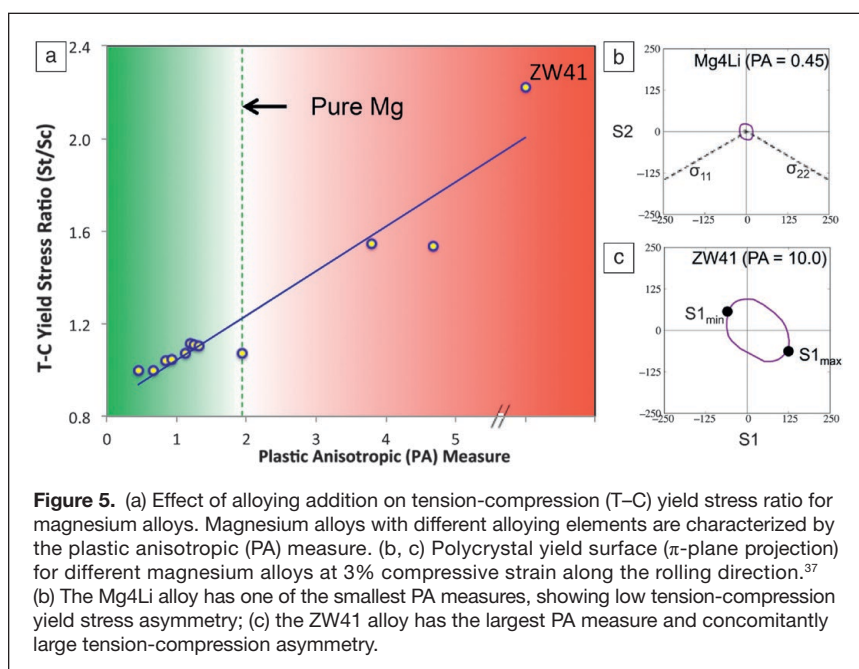 a
2.4
2.0
1.6
1.2
0.8
T-C Yield Stress Ratio (St/Sc)
Pure Mg
ZW41
0 1 2 3 4 5
Plastic Anisotropic (PA) Measure
b
Mg4Li (PA = 0.45)
250
125
0
−125
−250
S2
σ11
σ22
−250 −125 0 125 250
c
ZW41 (PA = 10.0)
250
125
0
−125
−250
S1min
S1max
−250 −125 0 125 250
S1
Figure 5. (a) Effect of alloying addition on tension-compression (T–C) yield stress ratio for
magnesium alloys. Magnesium alloys with different alloying elements are characterized by
the plastic anisotropic (PA) measure. (b, c) Polycrystal yield surface (π-plane projection)
for different magnesium alloys at 3% compressive strain along the rolling direction.37
(b) The Mg4Li alloy has one of the smallest PA measures, showing low tension-compression
yield stress asymmetry; (c) the ZW41 alloy has the largest PA measure and concomitantly
large tension-compression asymmetry.